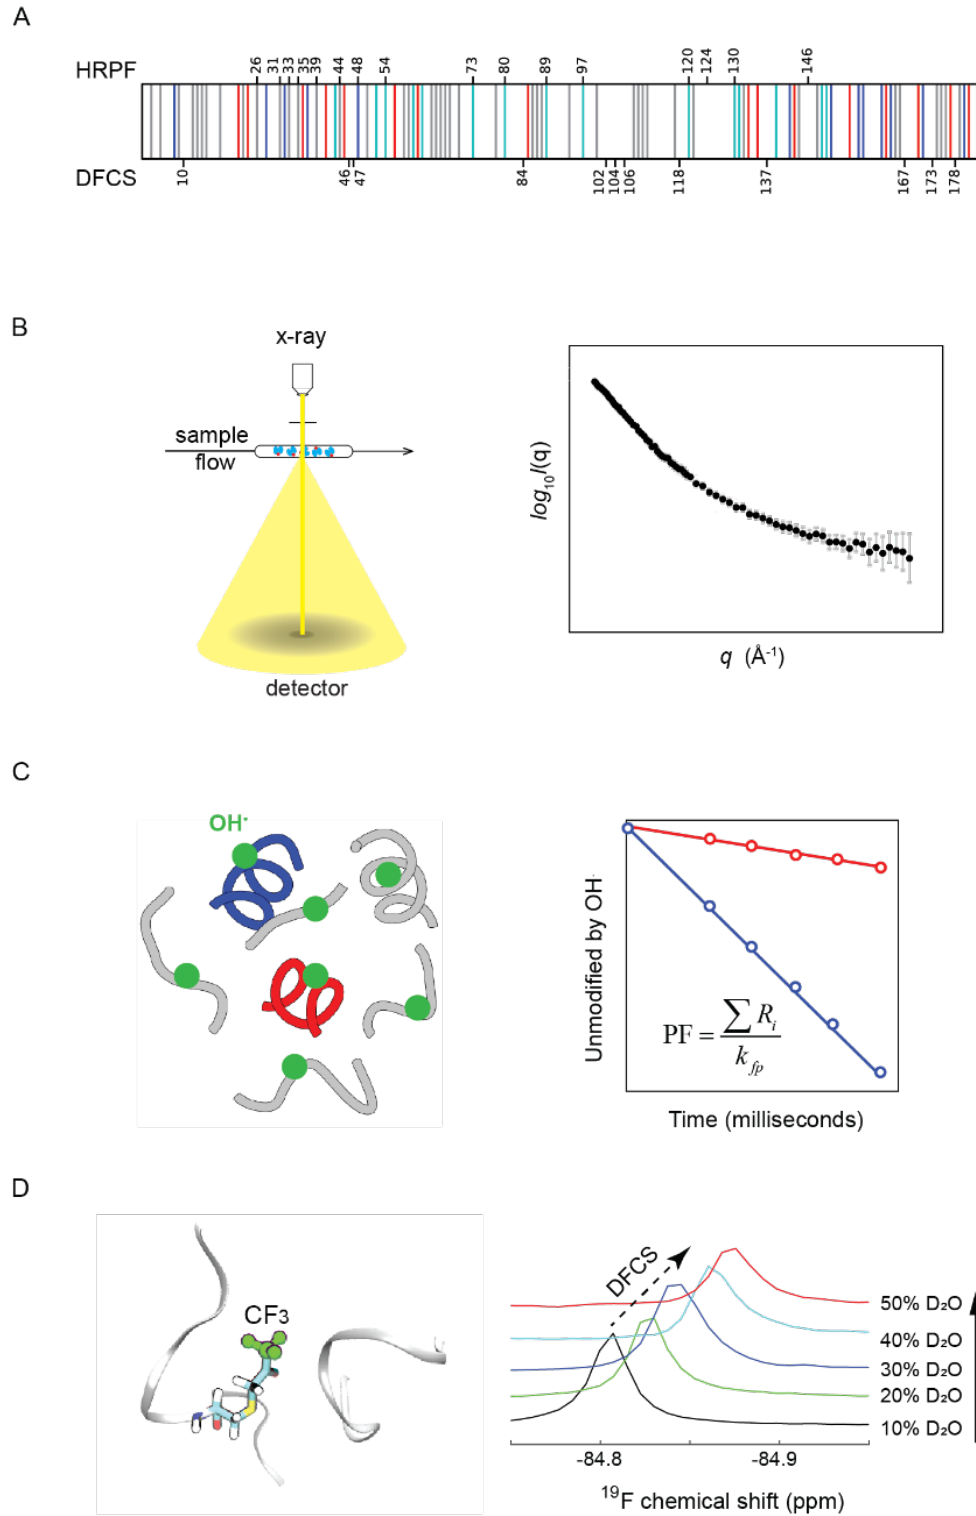 A
HRPF
26 31 33 35 39 44 48 54 73 80 89 97 120 124 130 146
DFCS
10 46 47 84 102 104 106 118 137 167 173 178
B
x-ray
sample
flow
detector
log₁₀I(q)
q (Å⁻¹)
C
OH·
Unmodified by OH·
PF = ∑ Rᵢ / k_fp
Time (milliseconds)
D
CF₃
DFCS
50% D₂O
40% D₂O
30% D₂O
20% D₂O
10% D₂O
-84.8 -84.9
¹⁹F chemical shift (ppm)